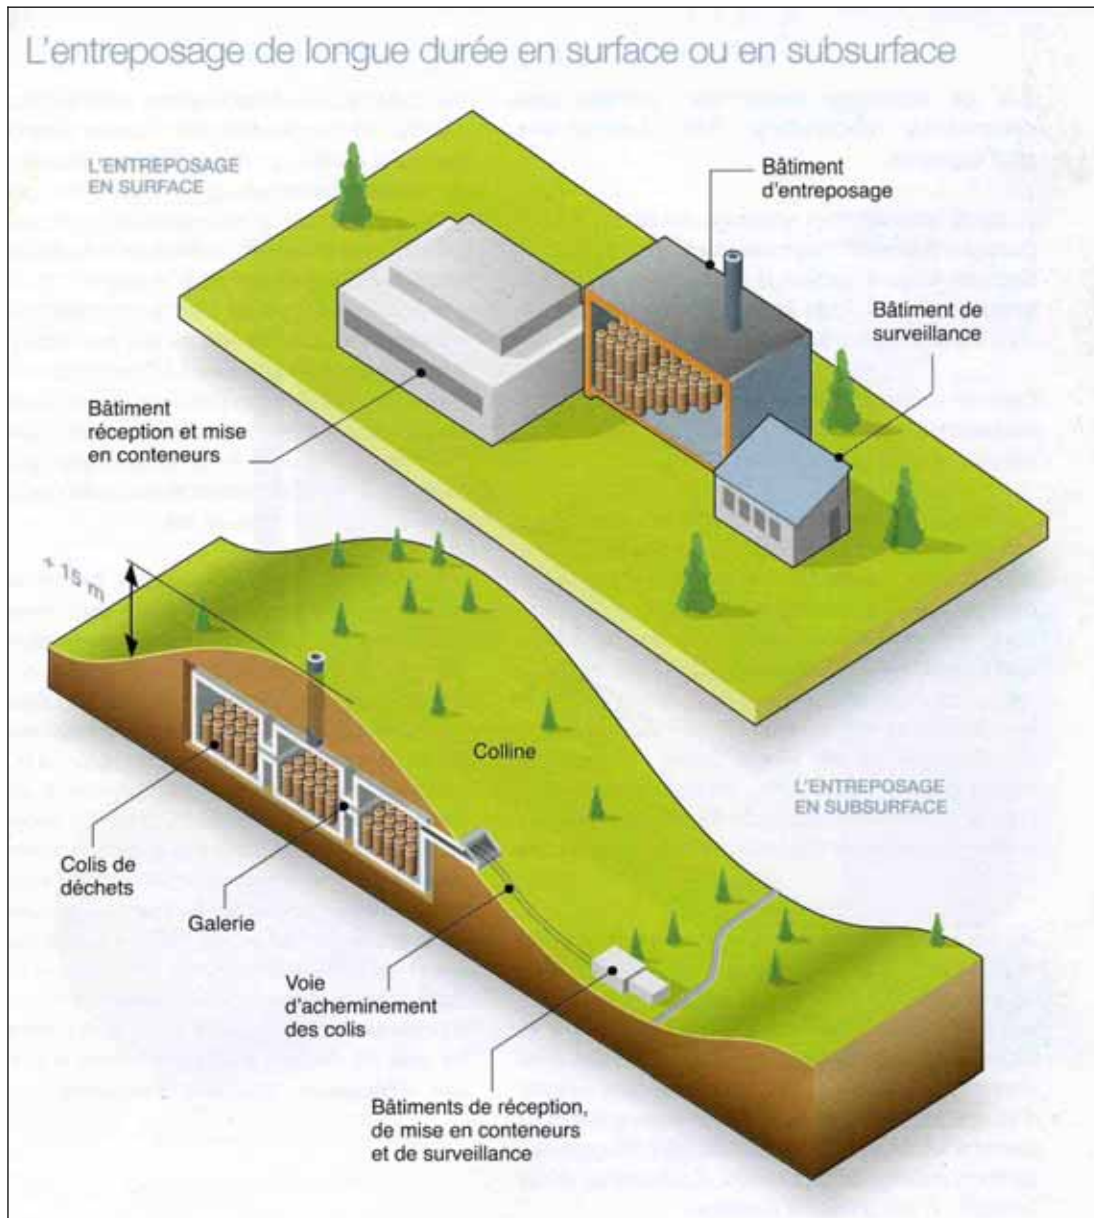 L'entreposage de longue durée en surface ou en subsurface
L'ENTREPOSAGE
EN SURFACE
Bâtiment
d'entreposage
Bâtiment de
surveillance
Bâtiment
réception et mise
en conteneurs
+ 15 m
Colline
L'ENTREPOSAGE
EN SUBSURFACE
Colis de
déchets
Galerie
Voie
d'acheminement
des colis
Bâtiments de réception,
de mise en conteneurs
et de surveillance